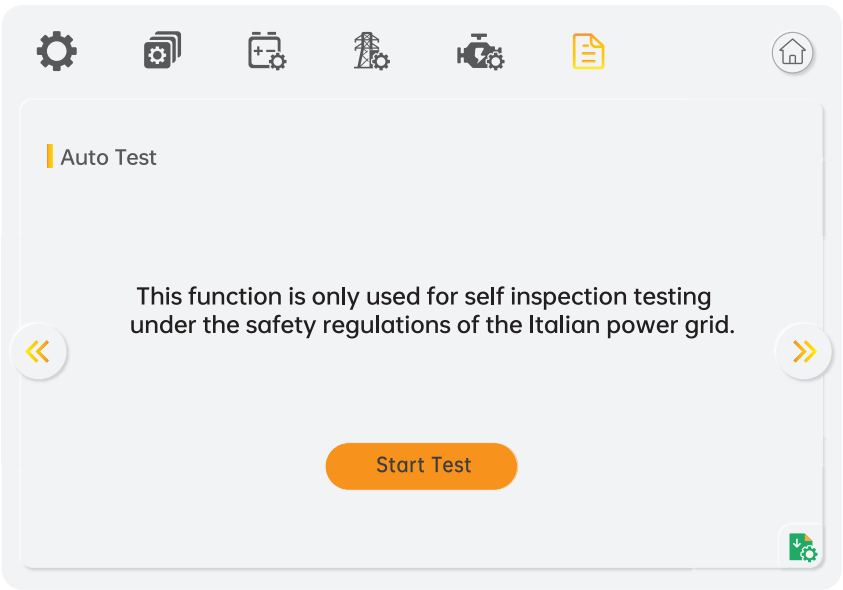 Auto Test
This function is only used for self inspection testing
under the safety regulations of the Italian power grid.
Start Test